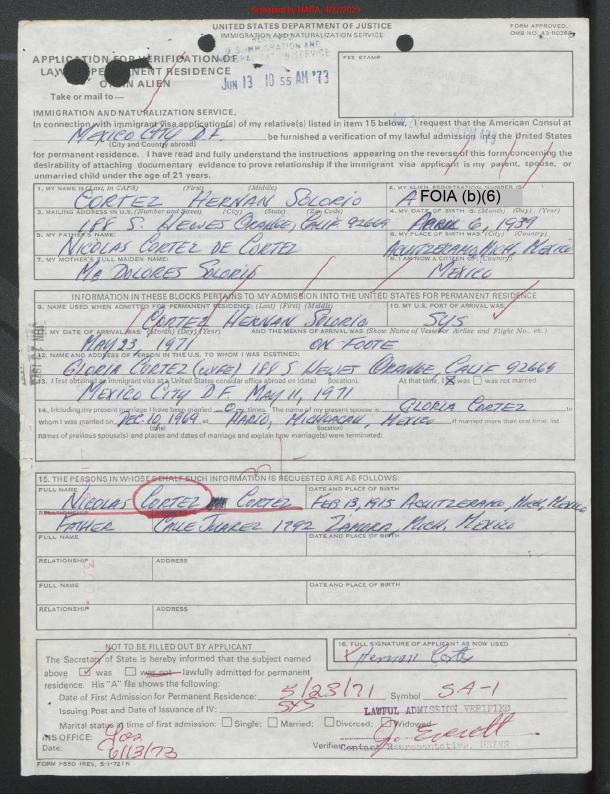 Screened by NARA, 4/27/2023
UNITED STATES DEPARTMENT OF JUSTICE
IMMIGRATION AND NATURALIZATION SERVICE
FORM APPROVED
OMB NO.
APPLICATION FOR VERIFICATION OF
LAWFUL PERMANENT RESIDENCE
OF AN ALIEN
JUN 13 10 55 AM '73
FEE STAMP
Take or mail to—
IMMIGRATION AND NATURALIZATION SERVICE,
In connection with immigrant visa application(s) of my relative(s) listed in item 15 below, I request that the American Consul at
MEXICO CITY D.F. be furnished a verification of my lawful admission into the United States
(City and Country abroad)
for permanent residence. I have read and fully understand the instructions appearing on the reverse of this form concerning the
desirability of attaching documentary evidence to prove relationship if the immigrant visa applicant is my parent, spouse, or
unmarried child under the age of 21 years.
1. MY NAME IS (Last, in CAPS) (First) (Middle) 2. MY ALIEN REGISTRATION NUMBER IS
CORTEZ HERNAN SOLORIO A FOIA (b)(6)
3. MAILING ADDRESS IN U.S. (Number and Street) (City) (State) (Zip Code) 4. MY DATE OF BIRTH IS (Month) (Day) (Year)
188 S. HEWES ORANGE, CALIF 92669 APRIL 6, 1937
5. MY FATHER'S NAME: 6. MY PLACE OF BIRTH WAS (City) (Country)
NICOLAS CORTEZ DE CORTEZ MICH, MEXICO
7. MY MOTHER'S FULL MAIDEN NAME: 8. I AM NOW A CITIZEN OF (Country)
MA DOLORES SOLORIO MEXICO
INFORMATION IN THESE BLOCKS PERTAINS TO MY ADMISSION INTO THE UNITED STATES FOR PERMANENT RESIDENCE
9. NAME USED WHEN ADMITTED FOR PERMANENT RESIDENCE: (Last) (First) (Middle) 10. MY U.S. PORT OF ARRIVAL WAS:
CORTEZ HERNAN SOLORIO SYS
11. MY DATE OF ARRIVAL WAS: (Month) (Day) (Year) AND THE MEANS OF ARRIVAL WAS: (Show Name of Vessel or Airline and Flight No., etc.)
MAY 23, 1971 ON FOOTE
12. NAME AND ADDRESS OF PERSON IN THE U.S. TO WHOM I WAS DESTINED:
GLORIA CORTEZ (WIFE) 188 S HEWES ORANGE, CALIF 92669
13. I first obtained an immigrant visa at a United States consular office abroad on (date) (location). At that time, I ☒ was ☐ was not married
MEXICO CITY D.F. MAY 11, 1971
14. Including my present marriage I have been married 0 times. The name of my present spouse is: GLORIA CORTEZ to
whom I was married on DEC. 10, 1969 at MICHOACAN, MEXICO If married more than one time, list
(date) (location)
names of previous spouse(s) and places and dates of marriage and explain how marriage(s) were terminated:
15. THE PERSONS IN WHOSE BEHALF SUCH INFORMATION IS REQUESTED ARE AS FOLLOWS:
FULL NAME DATE AND PLACE OF BIRTH
NICOLAS CORTEZ CORTEZ FEB 13, 1915 MICH, MEXICO
RELATIONSHIP
FATHER CALLE JUAREZ 1792 ZAMORA, MICH, MEXICO
FULL NAME DATE AND PLACE OF BIRTH
RELATIONSHIP ADDRESS
FULL NAME DATE AND PLACE OF BIRTH
RELATIONSHIP ADDRESS
NOT TO BE FILLED OUT BY APPLICANT
16. FULL SIGNATURE OF APPLICANT AS NOW USED
Hernan Cortez
The Secretary of State is hereby informed that the subject named
above ☑ was ☐ was not lawfully admitted for permanent
residence. His "A" file shows the following:
Date of First Admission for Permanent Residence: 5/23/71 Symbol SA-1
Issuing Post and Date of Issuance of IV: SYS
LAWFUL ADMISSION VERIFIED
Marital status at time of first admission: ☐ Single; ☐ Married; ☐ Divorced; ☐ Widowed
INS OFFICE: Los
J. Everett
Date: 6/13/73
Verifier Contact Representative, USINS
FORM I-550 (REV. 5-1-72)N